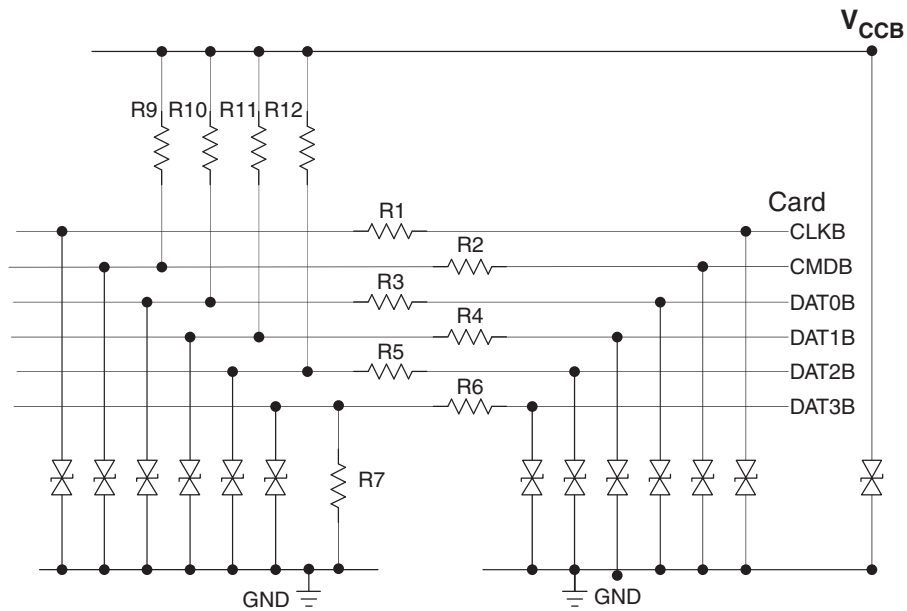 VCCB
R9 R10 R11 R12
Card
R1
CLKB
R2
CMDB
R3
DAT0B
R4
DAT1B
R5
DAT2B
R6
DAT3B
R7
GND
GND